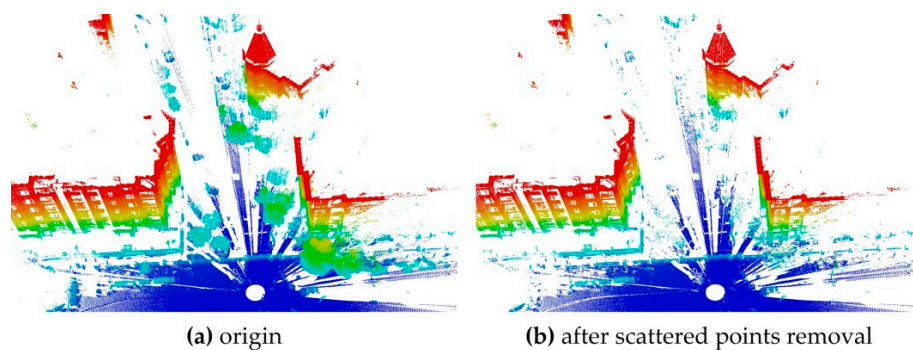 (a) origin
(b) after scattered points removal